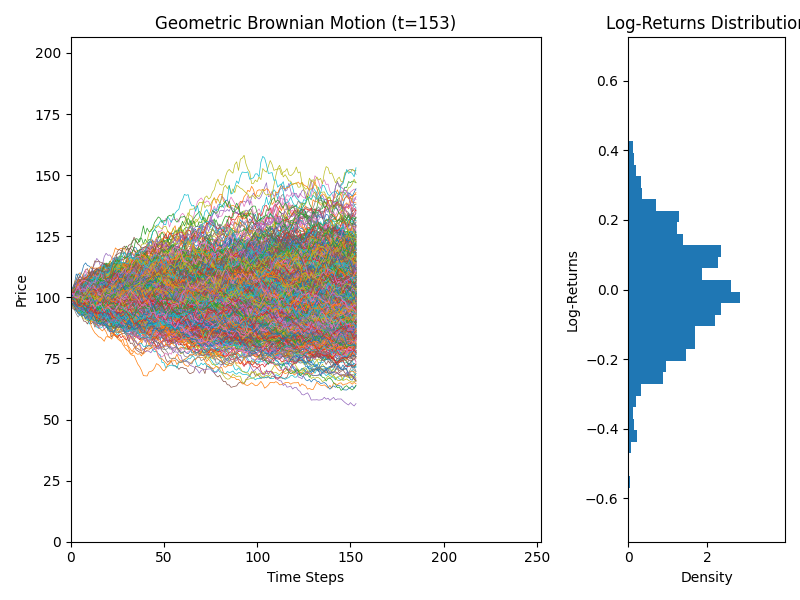 Geometric Brownian Motion (t=153)
200
175
150
125
100
75
50
25
0
Price
0 50 100 150 200 250
Time Steps
Log-Returns Distribution
0.6
0.4
0.2
0.0
−0.2
−0.4
−0.6
Log-Returns
0 2
Density